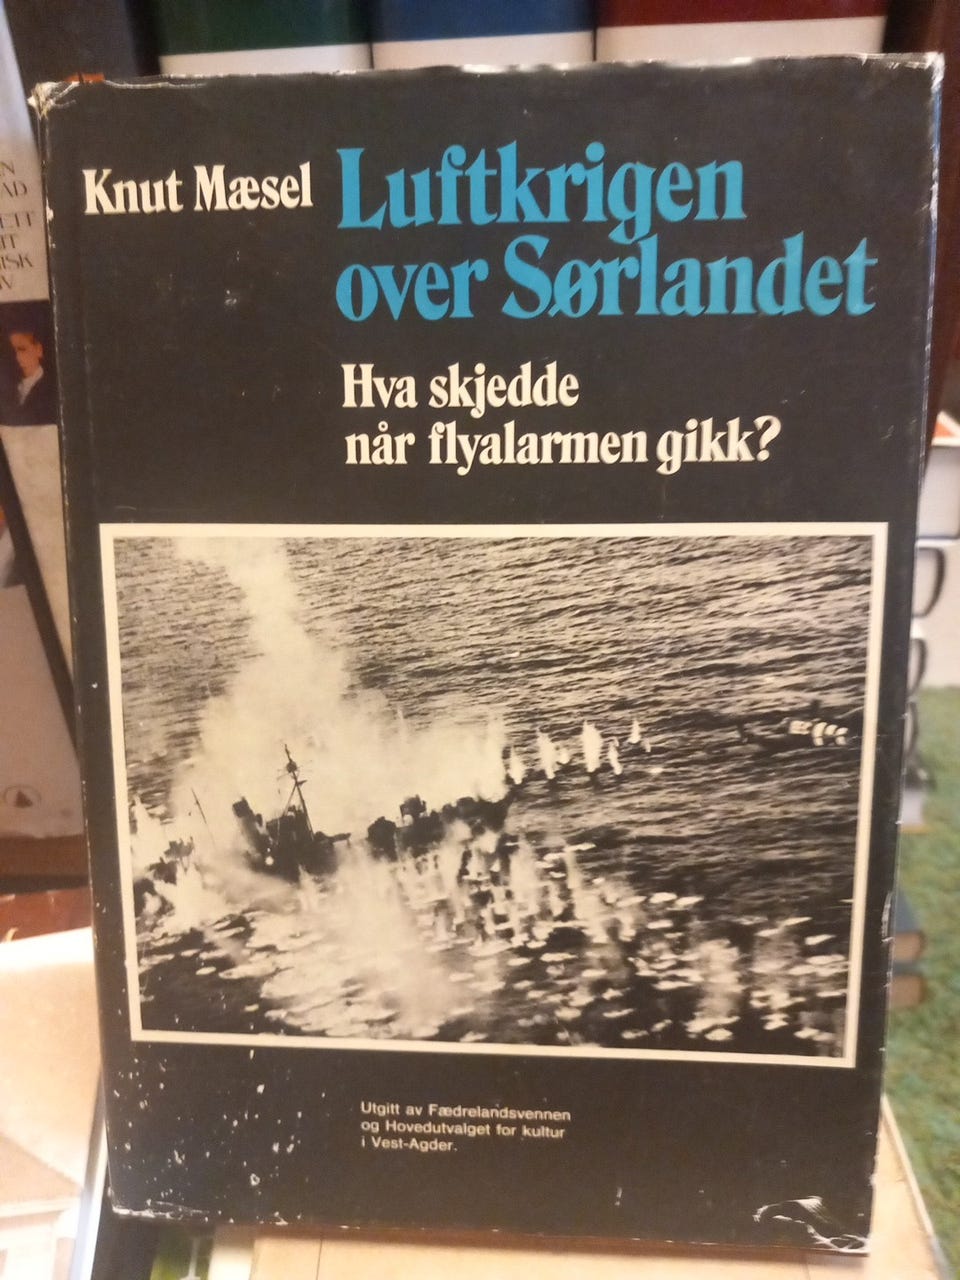 Knut Mæsel
Luftkrigen
over Sørlandet
Hva skjedde
når flyalarmen gikk?
Utgitt av Fædrelandsvennen
og Hovedutvalget for kultur
i Vest-Agder.